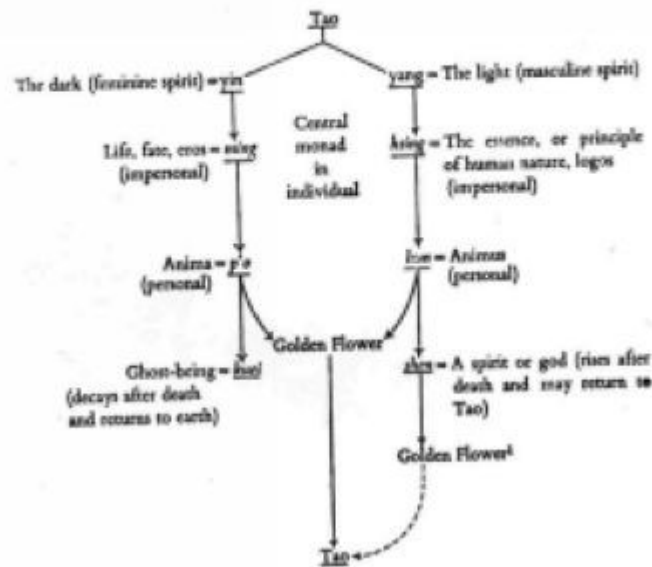 Tao
The dark (feminine spirit) = yin
yang = The light (masculine spirit)
Central
monad
in
individual
Life, fate, eros = ming
(impersonal)
hsing = The essence, or principle
of human nature, logos
(impersonal)
Anima = p'o
(personal)
hun = Animus
(personal)
Golden Flower
Ghost-being = kuei
(decays after death
and returns to earth)
shen = A spirit or god (rises after
death and may return to
Tao)
Golden Flower
Tao